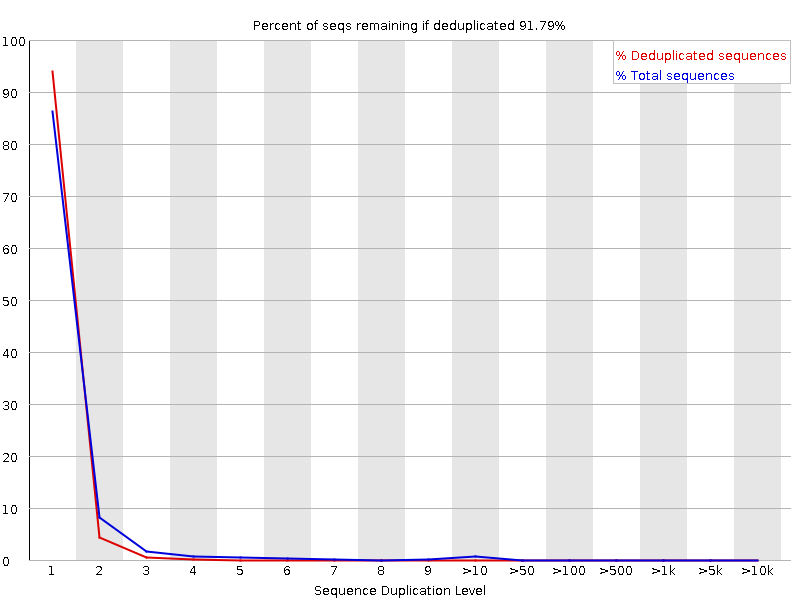 Percent of seqs remaining if deduplicated 91.79%
% Deduplicated sequences
% Total sequences
100
90
80
70
60
50
40
30
20
10
0
1 2 3 4 5 6 7 8 9 >10 >50 >100 >500 >1k >5k >10k
Sequence Duplication Level